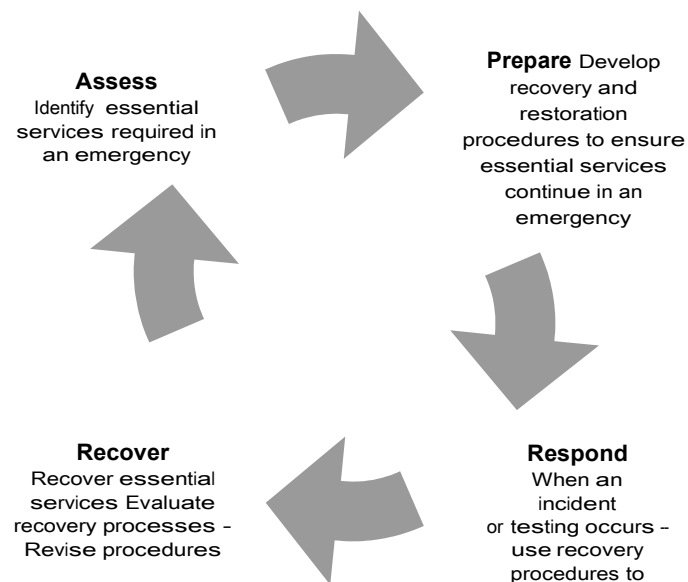 Assess
Identify essential
services required in
an emergency
Prepare Develop
recovery and
restoration
procedures to ensure
essential services
continue in an
emergency
Respond
When an
incident
or testing occurs –
use recovery
procedures to
Recover
Recover essential
services Evaluate
recovery processes –
Revise procedures